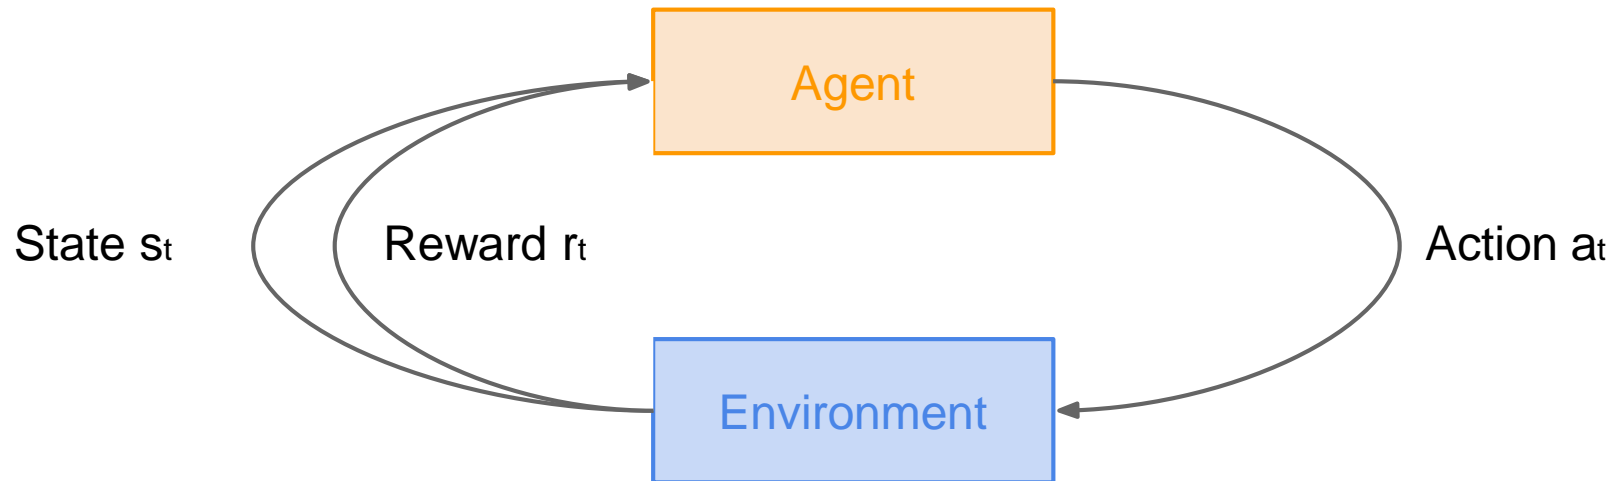 Agent
State st
Reward rt
Action at
Environment